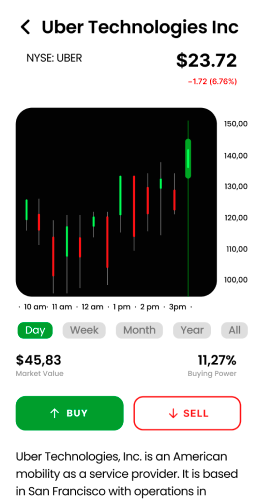 Uber Technologies Inc
NYSE: UBER
$23.72
−1.72 (6.76%)
150,00
140,00
130,00
120,00
110,00
100,00
· 10 am · 11 am · 12 am · 1 pm · 2 pm · 3pm ·
Day Week Month Year All
$45,83 11,27%
Market Value Buying Power
↑ BUY ↓ SELL
Uber Technologies, Inc. is an American
mobility as a service provider. It is based
in San Francisco with operations in